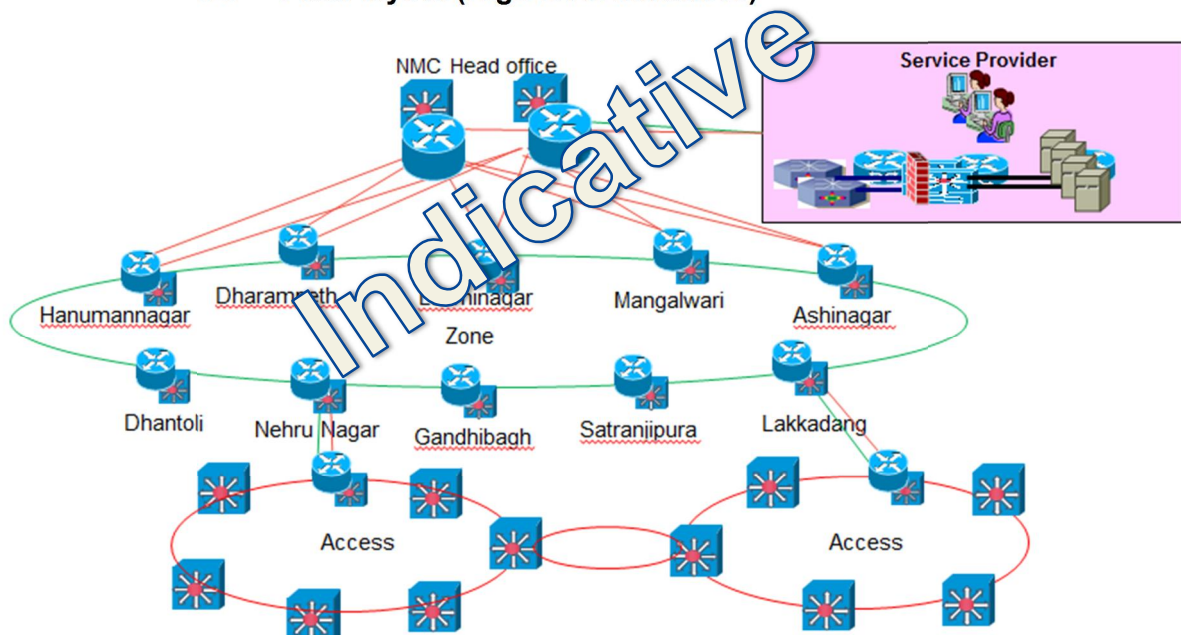 NMC Head office
Service Provider
Indicative
Hanumannagar
Mangalwari
Ashinagar
Zone
Dhantoli
Nehru Nagar
Gandhibagh
Satranjipura
Lakkadang
Access
Access